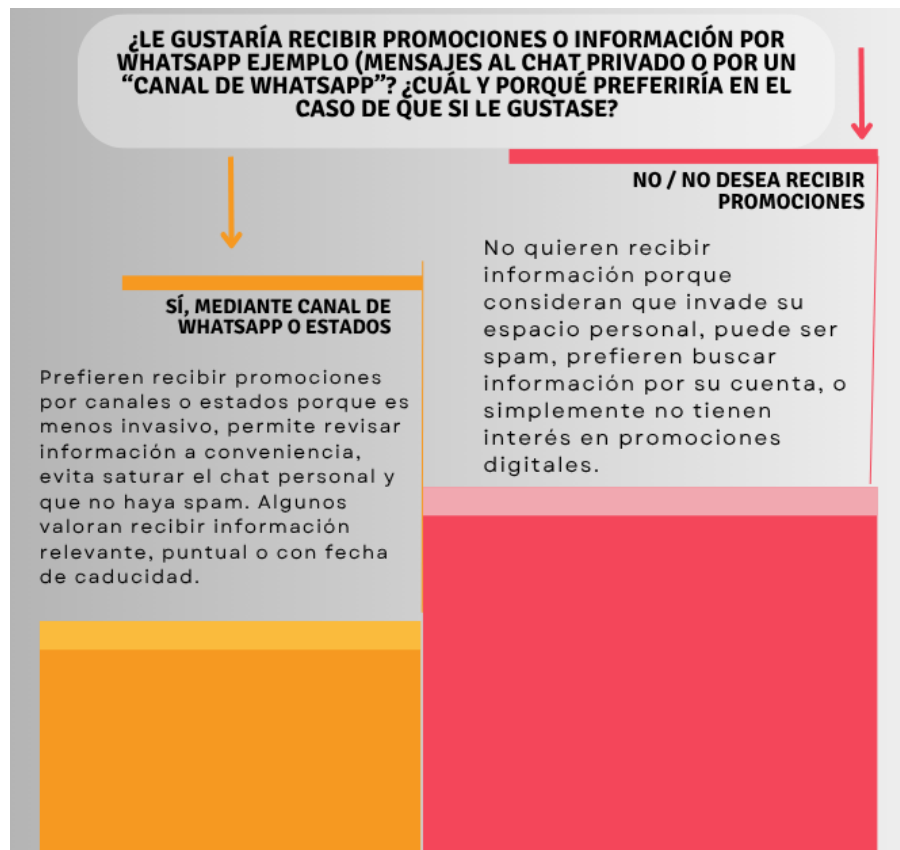 ¿LE GUSTARÍA RECIBIR PROMOCIONES O INFORMACIÓN POR
WHATSAPP EJEMPLO (MENSAJES AL CHAT PRIVADO O POR UN
“CANAL DE WHATSAPP”? ¿CUÁL Y PORQUÉ PREFERIRÍA EN EL
CASO DE QUE SI LE GUSTASE?
SÍ, MEDIANTE CANAL DE
WHATSAPP O ESTADOS
Prefieren recibir promociones
por canales o estados porque es
menos invasivo, permite revisar
información a conveniencia,
evita saturar el chat personal y
que no haya spam. Algunos
valoran recibir información
relevante, puntual o con fecha
de caducidad.
NO / NO DESEA RECIBIR
PROMOCIONES
No quieren recibir
información porque
consideran que invade su
espacio personal, puede ser
spam, prefieren buscar
información por su cuenta, o
simplemente no tienen
interés en promociones
digitales.